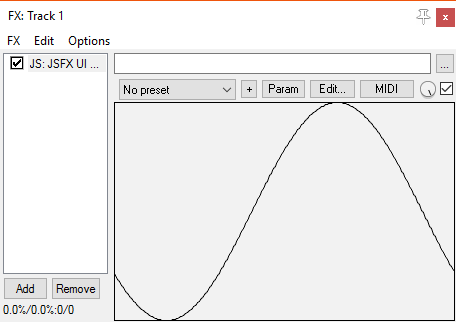 FX: Track 1
FX Edit Options
JS: JSFX UI ...
...
No preset + Param Edit... MIDI
Add Remove
0.0%/0.0%:0/0